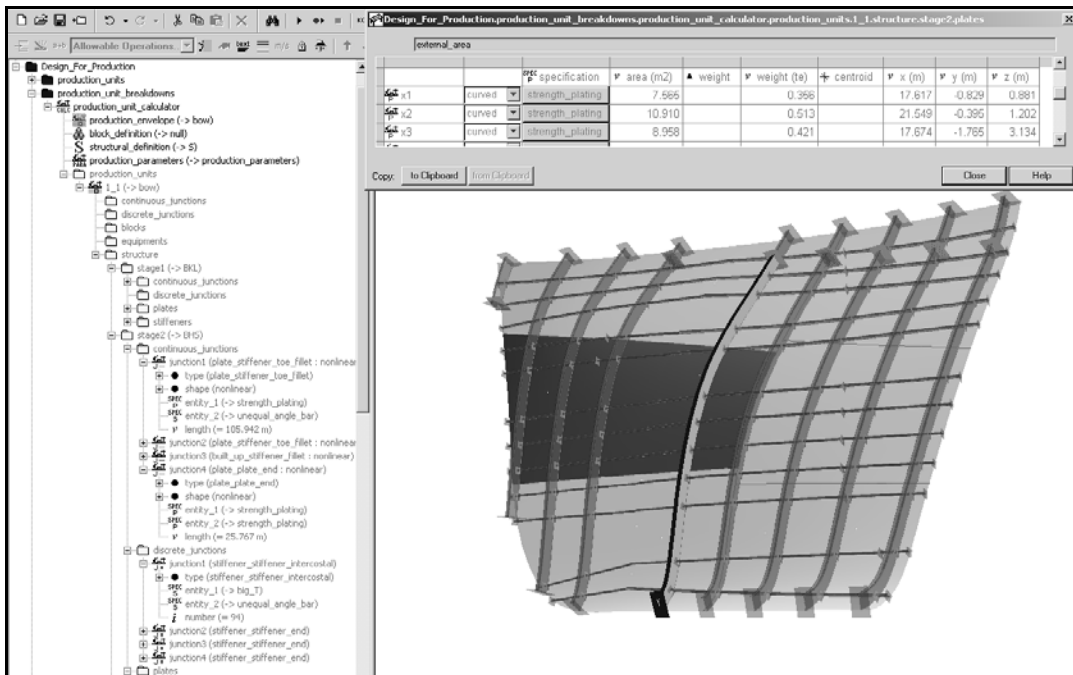 Design_For_Production.production_unit_breakdowns.production_unit_calculator.production_units.1_1.structure.stage2.plates
Allowable Operations.
external_area
specification area (m2) weight weight (te) centroid x (m) y (m) z (m)
x1 curved strength_plating 7.565 0.356 17.617 -0.829 0.881
x2 curved strength_plating 10.910 0.513 21.549 -0.395 1.202
x3 curved strength_plating 8.958 0.421 17.674 -1.765 3.134
Copy: to Clipboard from Clipboard Close Help
Design_For_Production
production_units
production_unit_breakdowns
production_unit_calculator
production_envelope (-> bow)
block_definition (-> null)
structural_definition (-> S)
production_parameters (-> production_parameters)
production_units
1_1 (-> bow)
continuous_junctions
discrete_junctions
blocks
equipments
structure
stage1 (-> BKL)
continuous_junctions
discrete_junctions
plates
stiffeners
stage2 (-> BHS)
continuous_junctions
junction1 (plate_stiffener_toe_fillet : nonlinear
type (plate_stiffener_toe_fillet)
shape (nonlinear)
entity_1 (-> strength_plating)
entity_2 (-> unequal_angle_bar)
length (= 105.942 m)
junction2 (plate_stiffener_toe_fillet : nonlinear
junction3 (built_up_stiffener_fillet : nonlinear)
junction4 (plate_plate_end : nonlinear)
type (plate_plate_end)
shape (nonlinear)
entity_1 (-> strength_plating)
entity_2 (-> strength_plating)
length (= 25.767 m)
discrete_junctions
junction1 (stiffener_stiffener_intercostal)
type (stiffener_stiffener_intercostal)
entity_1 (-> big_T)
entity_2 (-> unequal_angle_bar)
number (= 94)
junction2 (stiffener_stiffener_end)
junction3 (stiffener_stiffener_end)
junction4 (stiffener_stiffener_end)
plates